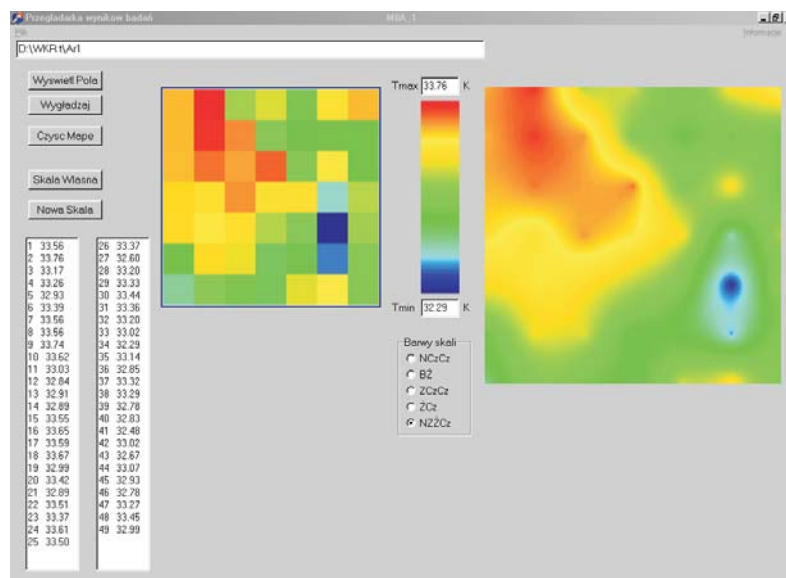 Przegladarka wynikow badań
MBA_1
Plik
Informacje
D:\WKR1\Ar1
Wyswietl Pola
Wygładzaj
Czysc Mape
Skala Wlasna
Nowa Skala
Tmax 33.76 K
Tmin 32.29 K
Barwy skali
NCzCz
BŻ
ZCzCz
ŻCz
NZŻCz
1 33.56
2 33.76
3 33.17
4 33.26
5 32.93
6 33.39
7 33.56
8 33.56
9 33.74
10 33.62
11 33.03
12 32.84
13 32.91
14 32.89
15 33.55
16 33.65
17 33.59
18 33.67
19 32.99
20 33.42
21 32.89
22 33.51
23 33.37
24 33.61
25 33.50
26 33.37
27 32.60
28 33.20
29 33.33
30 33.44
31 33.36
32 33.20
33 33.02
34 32.29
35 33.14
36 32.85
37 33.32
38 33.29
39 32.78
40 32.83
41 32.48
42 33.02
43 32.67
44 33.07
45 32.93
46 32.78
47 33.27
48 33.45
49 32.99